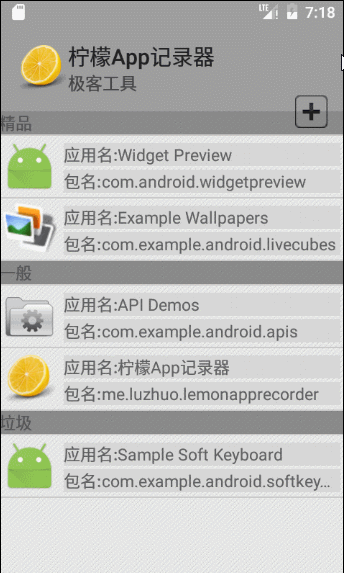 LTE 7:18
柠檬App记录器
极客工具
精品
应用名:Widget Preview
包名:com.android.widgetpreview
应用名:Example Wallpapers
包名:com.example.android.livecubes
一般
应用名:API Demos
包名:com.example.android.apis
应用名:柠檬App记录器
包名:me.luzhuo.lemonapprecorder
垃圾
应用名:Sample Soft Keyboard
包名:com.example.android.softkey...